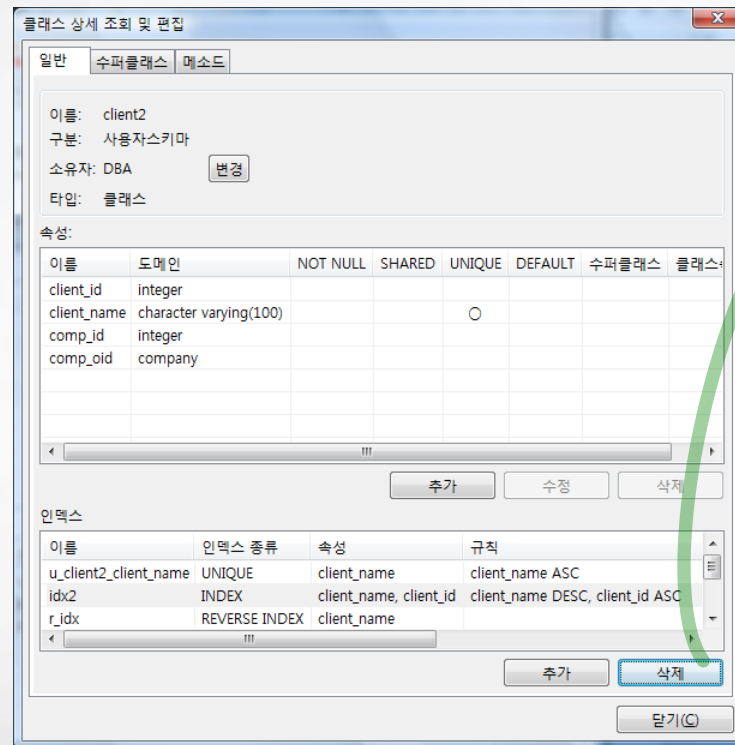 클래스 상세 조회 및 편집
일반 수퍼클래스 메소드
이름: client2
구분: 사용자스키마
소유자: DBA 변경
타입: 클래스
속성:
이름 도메인 NOT NULL SHARED UNIQUE DEFAULT 수퍼클래스 클래스
client_id integer
client_name character varying(100) ○
comp_id integer
comp_oid company
추가 수정 삭제
인덱스
이름 인덱스 종류 속성 규칙
u_client2_client_name UNIQUE client_name client_name ASC
idx2 INDEX client_name, client_id client_name DESC, client_id ASC
r_idx REVERSE INDEX client_name
추가 삭제
닫기(C)